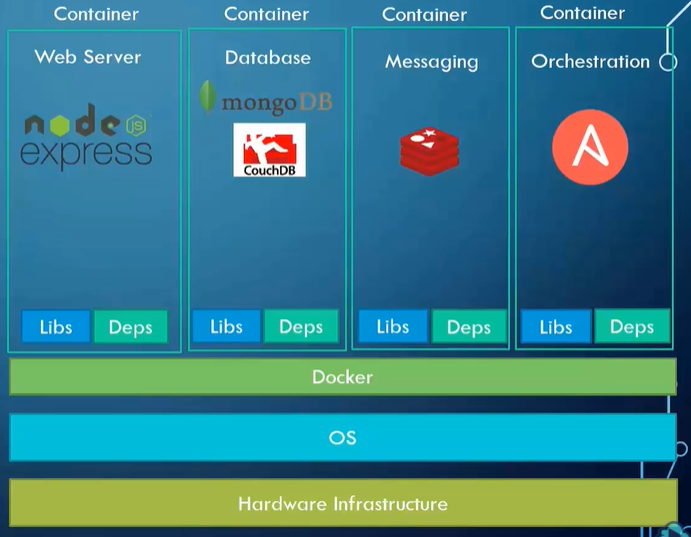 Container
Container
Container
Container
Web Server
Database
Messaging
Orchestration
node
JS
express
mongoDB
CouchDB
Libs
Deps
Libs
Deps
Libs
Deps
Libs
Deps
Docker
OS
Hardware Infrastructure